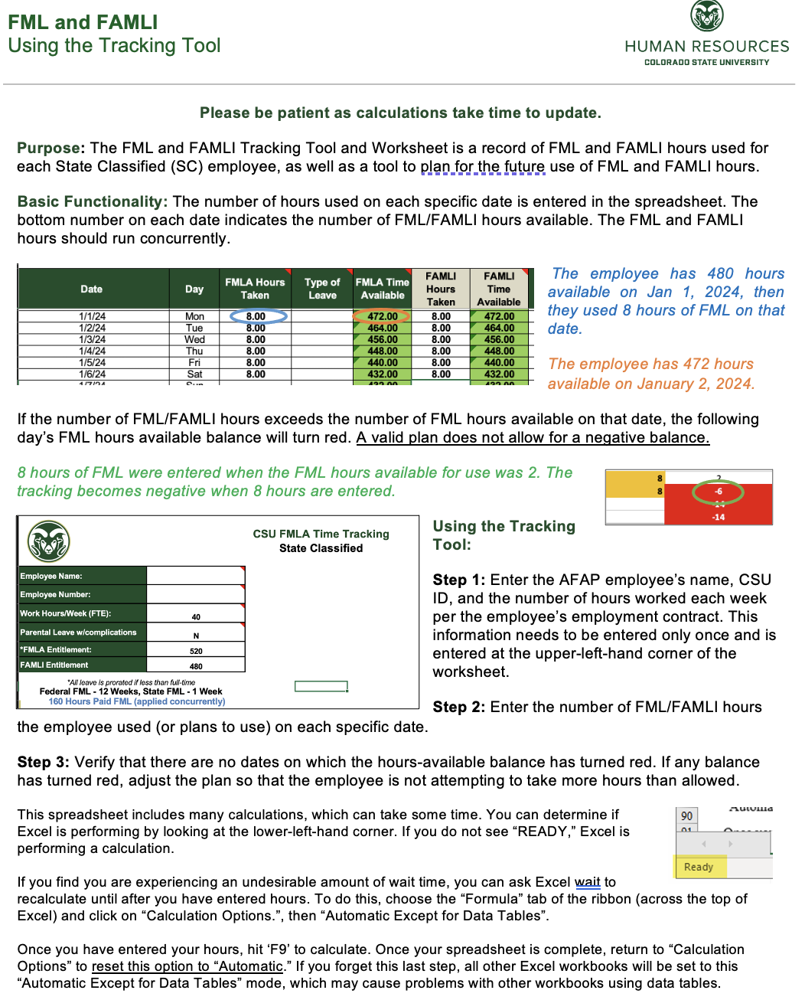 FML and FAMLI
Using the Tracking Tool
HUMAN RESOURCES
COLORADO STATE UNIVERSITY
Please be patient as calculations take time to update.
Purpose: The FML and FAMLI Tracking Tool and Worksheet is a record of FML and FAMLI hours used for
each State Classified (SC) employee, as well as a tool to plan for the future use of FML and FAMLI hours.
Basic Functionality: The number of hours used on each specific date is entered in the spreadsheet. The
bottom number on each date indicates the number of FML/FAMLI hours available. The FML and FAMLI
hours should run concurrently.
Date Day FMLA Hours Taken Type of Leave FMLA Time Available FAMLI Hours Taken FAMLI Time Available
1/1/24 Mon 8.00 472.00 8.00 472.00
1/2/24 Tue 8.00 464.00 8.00 464.00
1/3/24 Wed 8.00 456.00 8.00 456.00
1/4/24 Thu 8.00 448.00 8.00 448.00
1/5/24 Fri 8.00 440.00 8.00 440.00
1/6/24 Sat 8.00 432.00 8.00 432.00
The employee has 480 hours
available on Jan 1, 2024, then
they used 8 hours of FML on that
date.
The employee has 472 hours
available on January 2, 2024.
If the number of FML/FAMLI hours exceeds the number of FML hours available on that date, the following
day's FML hours available balance will turn red. A valid plan does not allow for a negative balance.
8 hours of FML were entered when the FML hours available for use was 2. The
tracking becomes negative when 8 hours are entered.
8 2
8 -6
-14
-14
CSU FMLA Time Tracking
State Classified
Employee Name:
Employee Number:
Work Hours/Week (FTE): 40
Parental Leave w/complications N
*FMLA Entitlement: 520
FAMLI Entitlement 480
*All leave is prorated if less than full-time
Federal FML - 12 Weeks, State FML - 1 Week
160 Hours Paid FML (applied concurrently)
Using the Tracking
Tool:
Step 1: Enter the AFAP employee's name, CSU
ID, and the number of hours worked each week
per the employee's employment contract. This
information needs to be entered only once and is
entered at the upper-left-hand corner of the
worksheet.
Step 2: Enter the number of FML/FAMLI hours
the employee used (or plans to use) on each specific date.
Step 3: Verify that there are no dates on which the hours-available balance has turned red. If any balance
has turned red, adjust the plan so that the employee is not attempting to take more hours than allowed.
This spreadsheet includes many calculations, which can take some time. You can determine if
Excel is performing by looking at the lower-left-hand corner. If you do not see “READY,” Excel is
performing a calculation.
90
Ready
If you find you are experiencing an undesirable amount of wait time, you can ask Excel wait to
recalculate until after you have entered hours. To do this, choose the “Formula” tab of the ribbon (across the top of
Excel) and click on “Calculation Options.”, then “Automatic Except for Data Tables”.
Once you have entered your hours, hit ‘F9’ to calculate. Once your spreadsheet is complete, return to “Calculation
Options” to reset this option to “Automatic.” If you forget this last step, all other Excel workbooks will be set to this
“Automatic Except for Data Tables” mode, which may cause problems with other workbooks using data tables.